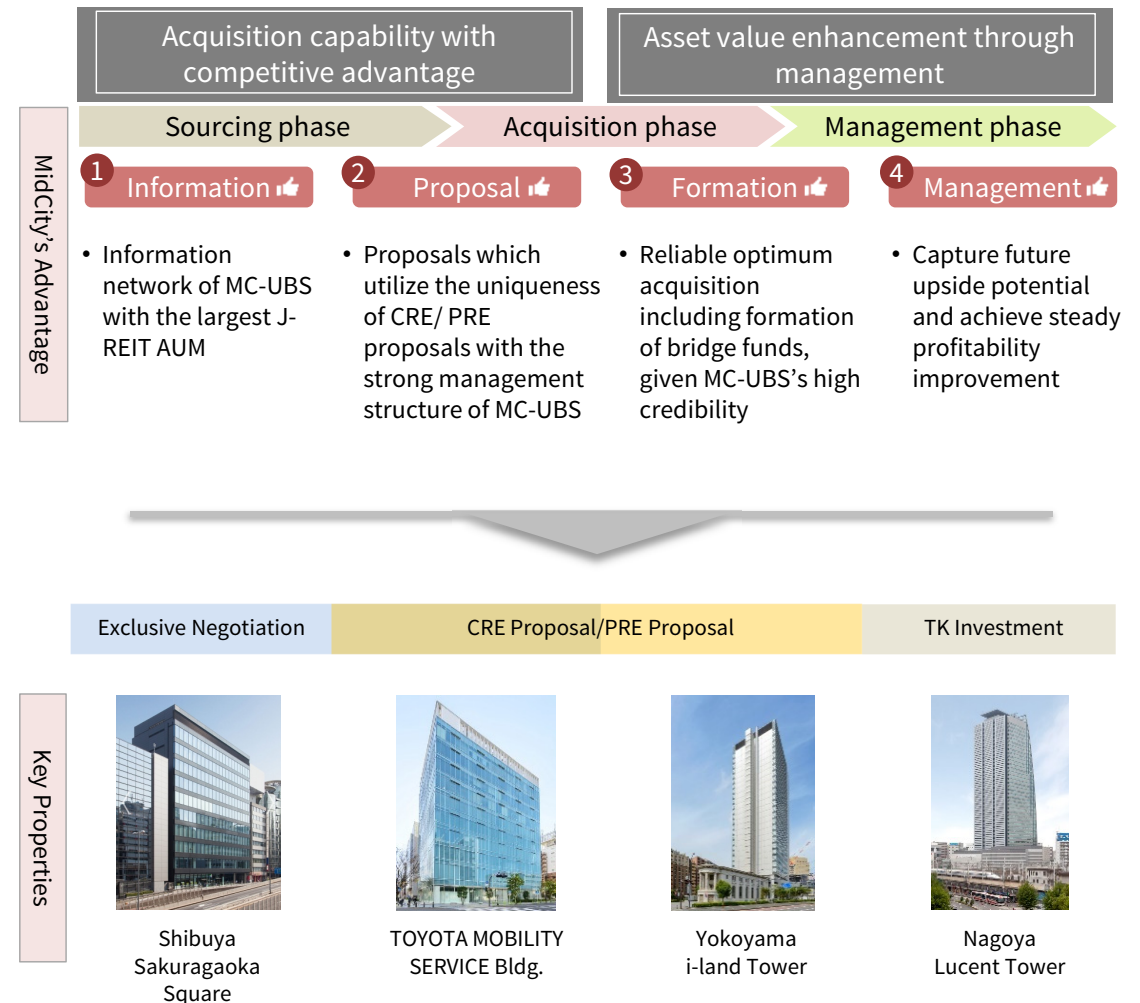 Acquisition capability with
competitive advantage
Asset value enhancement through
management
MidCity's Advantage
Sourcing phase
Acquisition phase
Management phase
1
Information
2
Proposal
3
Formation
4
Management
• Information
network of MC-UBS
with the largest J-
REIT AUM
• Proposals which
utilize the uniqueness
of CRE/ PRE
proposals with the
strong management
structure of MC-UBS
• Reliable optimum
acquisition
including formation
of bridge funds,
given MC-UBS's high
credibility
• Capture future
upside potential
and achieve steady
profitability
improvement
Exclusive Negotiation
CRE Proposal/PRE Proposal
TK Investment
Key Properties
Shibuya
Sakuragaoka
Square
TOYOTA MOBILITY
SERVICE Bldg.
Yokoyama
i-land Tower
Nagoya
Lucent Tower